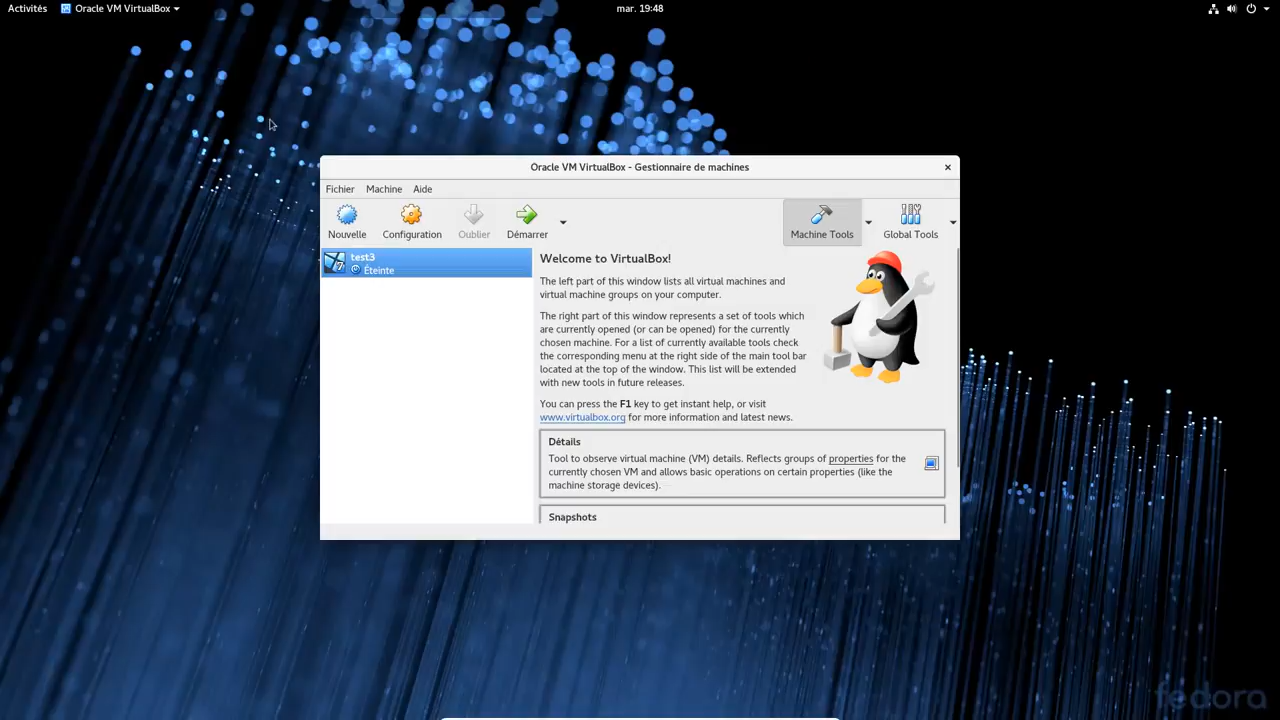 Activités Oracle VM VirtualBox mar. 19:48
Oracle VM VirtualBox - Gestionnaire de machines
Fichier Machine Aide
Nouvelle Configuration Oublier Démarrer Machine Tools Global Tools
test3
Éteinte
Welcome to VirtualBox!
The left part of this window lists all virtual machines and
virtual machine groups on your computer.
The right part of this window represents a set of tools which
are currently opened (or can be opened) for the currently
chosen machine. For a list of currently available tools check
the corresponding menu at the right side of the main tool bar
located at the top of the window. This list will be extended
with new tools in future releases.
You can press the F1 key to get instant help, or visit
www.virtualbox.org for more information and latest news.
Détails
Tool to observe virtual machine (VM) details. Reflects groups of properties for the
currently chosen VM and allows basic operations on certain properties (like the
machine storage devices).
Snapshots
fedora